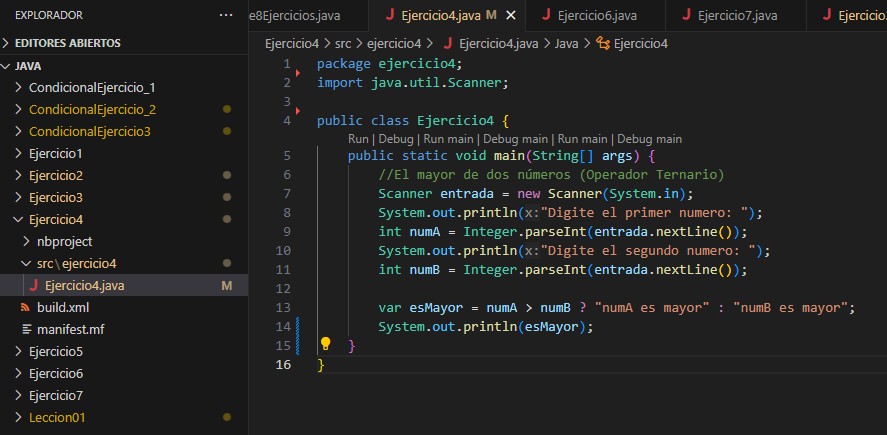 EXPLORADOR ···
EDITORES ABIERTOS
JAVA
CondicionalEjercicio_1
CondicionalEjercicio_2
CondicionalEjercicio3
Ejercicio1
Ejercicio2
Ejercicio3
Ejercicio4
nbproject
src\ejercicio4
J Ejercicio4.java M
build.xml
manifest.mf
Ejercicio5
Ejercicio6
Ejercicio7
Leccion01
e8Ejercicios.java J Ejercicio4.java M J Ejercicio6.java J Ejercicio7.java J Ejercicio
Ejercicio4 > src > ejercicio4 > J Ejercicio4.java > Java > Ejercicio4
1 package ejercicio4;
2 import java.util.Scanner;
3
4 public class Ejercicio4 {
Run | Debug | Run main | Debug main | Run main | Debug main
5 public static void main(String[] args) {
6 //El mayor de dos números (Operador Ternario)
7 Scanner entrada = new Scanner(System.in);
8 System.out.println(x:"Digite el primer numero: ");
9 int numA = Integer.parseInt(entrada.nextLine());
10 System.out.println(x:"Digite el segundo numero: ");
11 int numB = Integer.parseInt(entrada.nextLine());
12
13 var esMayor = numA > numB ? "numA es mayor" : "numB es mayor";
14 System.out.println(esMayor);
15 }
16 }